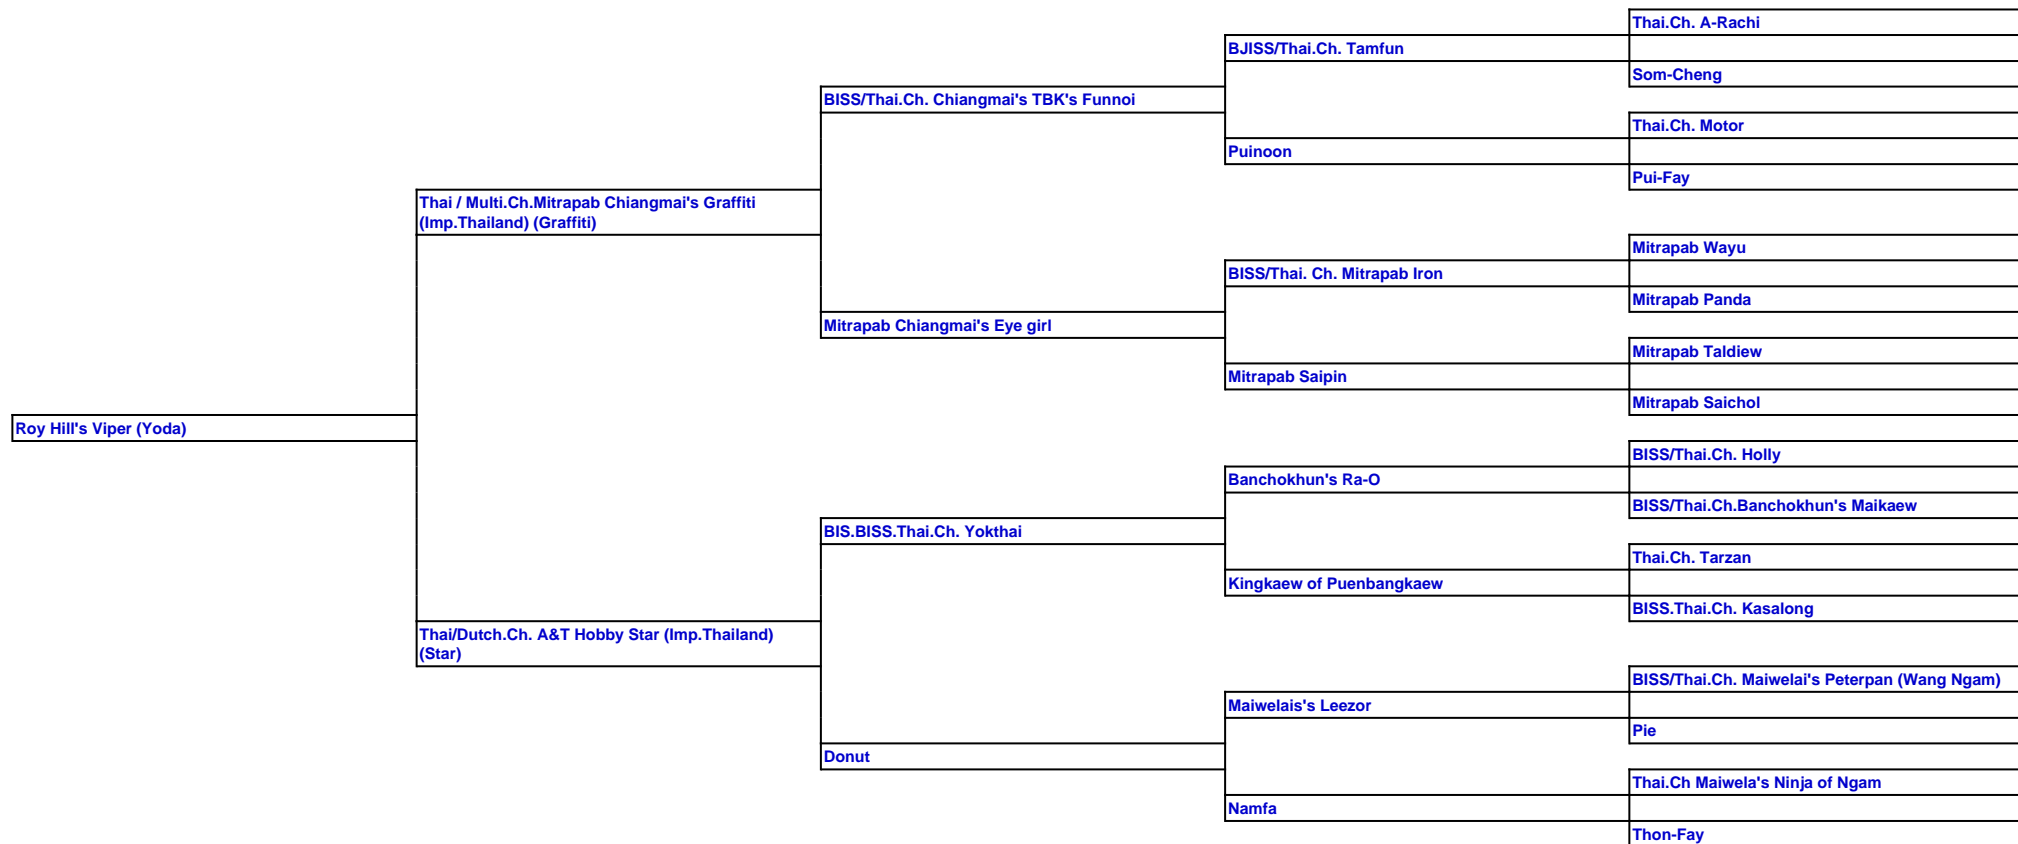 Thai.Ch. A-Rachi
BJISS/Thai.Ch. Tamfun
Som-Cheng
BISS/Thai.Ch. Chiangmai's TBK's Funnoi
Thai.Ch. Motor
Puinoon
Pui-Fay
Thai / Multi.Ch.Mitrapab Chiangmai's Graffiti
(Imp.Thailand) (Graffiti)
Mitrapab Wayu
BISS/Thai. Ch. Mitrapab Iron
Mitrapab Panda
Mitrapab Chiangmai's Eye girl
Mitrapab Taldiew
Mitrapab Saipin
Mitrapab Saichol
Roy Hill's Viper (Yoda)
BISS/Thai.Ch. Holly
Banchokhun's Ra-O
BISS/Thai.Ch.Banchokhun's Maikaew
BIS.BISS.Thai.Ch. Yokthai
Thai.Ch. Tarzan
Kingkaew of Puenbangkaew
BISS.Thai.Ch. Kasalong
Thai/Dutch.Ch. A&T Hobby Star (Imp.Thailand)
(Star)
BISS/Thai.Ch. Maiwelai's Peterpan (Wang Ngam)
Maiwelais's Leezor
Pie
Donut
Thai.Ch Maiwela's Ninja of Ngam
Namfa
Thon-Fay